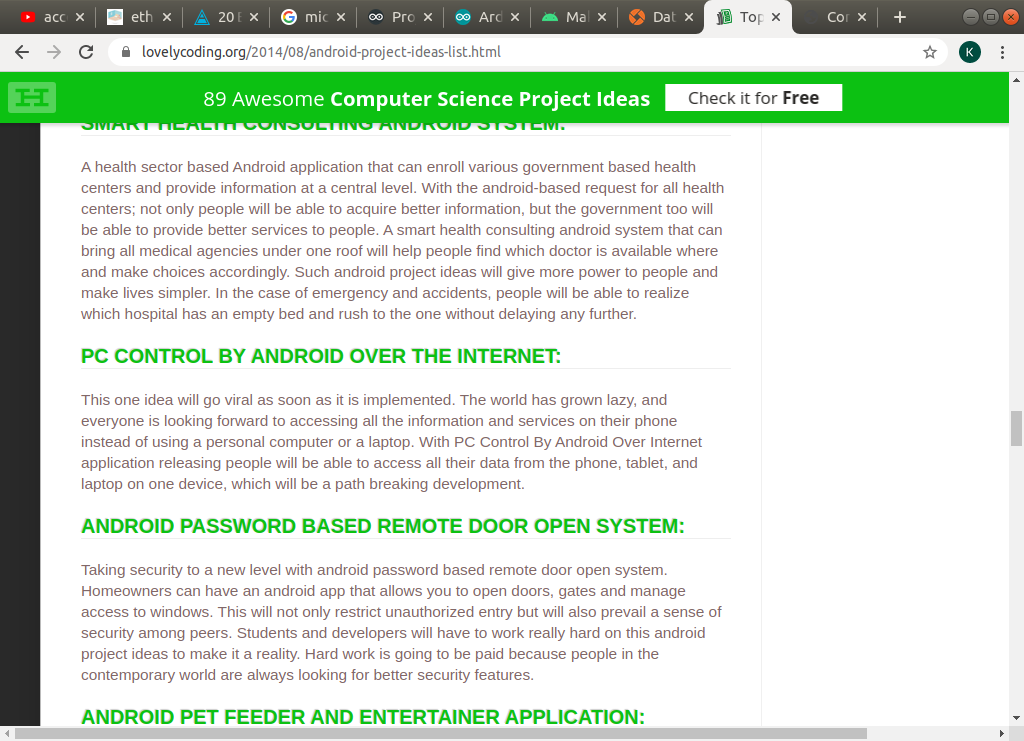 acc
eth
20 E
mic
Pro
Ard
Mai
Dat
Top
Cor
lovelycoding.org/2014/08/android-project-ideas-list.html
K
H
89 Awesome Computer Science Project Ideas
Check it for Free
SMART HEALTH CONSULTING ANDROID SYSTEM:
A health sector based Android application that can enroll various government based health
centers and provide information at a central level. With the android-based request for all health
centers; not only people will be able to acquire better information, but the government too will
be able to provide better services to people. A smart health consulting android system that can
bring all medical agencies under one roof will help people find which doctor is available where
and make choices accordingly. Such android project ideas will give more power to people and
make lives simpler. In the case of emergency and accidents, people will be able to realize
which hospital has an empty bed and rush to the one without delaying any further.
PC CONTROL BY ANDROID OVER THE INTERNET:
This one idea will go viral as soon as it is implemented. The world has grown lazy, and
everyone is looking forward to accessing all the information and services on their phone
instead of using a personal computer or a laptop. With PC Control By Android Over Internet
application releasing people will be able to access all their data from the phone, tablet, and
laptop on one device, which will be a path breaking development.
ANDROID PASSWORD BASED REMOTE DOOR OPEN SYSTEM:
Taking security to a new level with android password based remote door open system.
Homeowners can have an android app that allows you to open doors, gates and manage
access to windows. This will not only restrict unauthorized entry but will also prevail a sense of
security among peers. Students and developers will have to work really hard on this android
project ideas to make it a reality. Hard work is going to be paid because people in the
contemporary world are always looking for better security features.
ANDROID PET FEEDER AND ENTERTAINER APPLICATION: